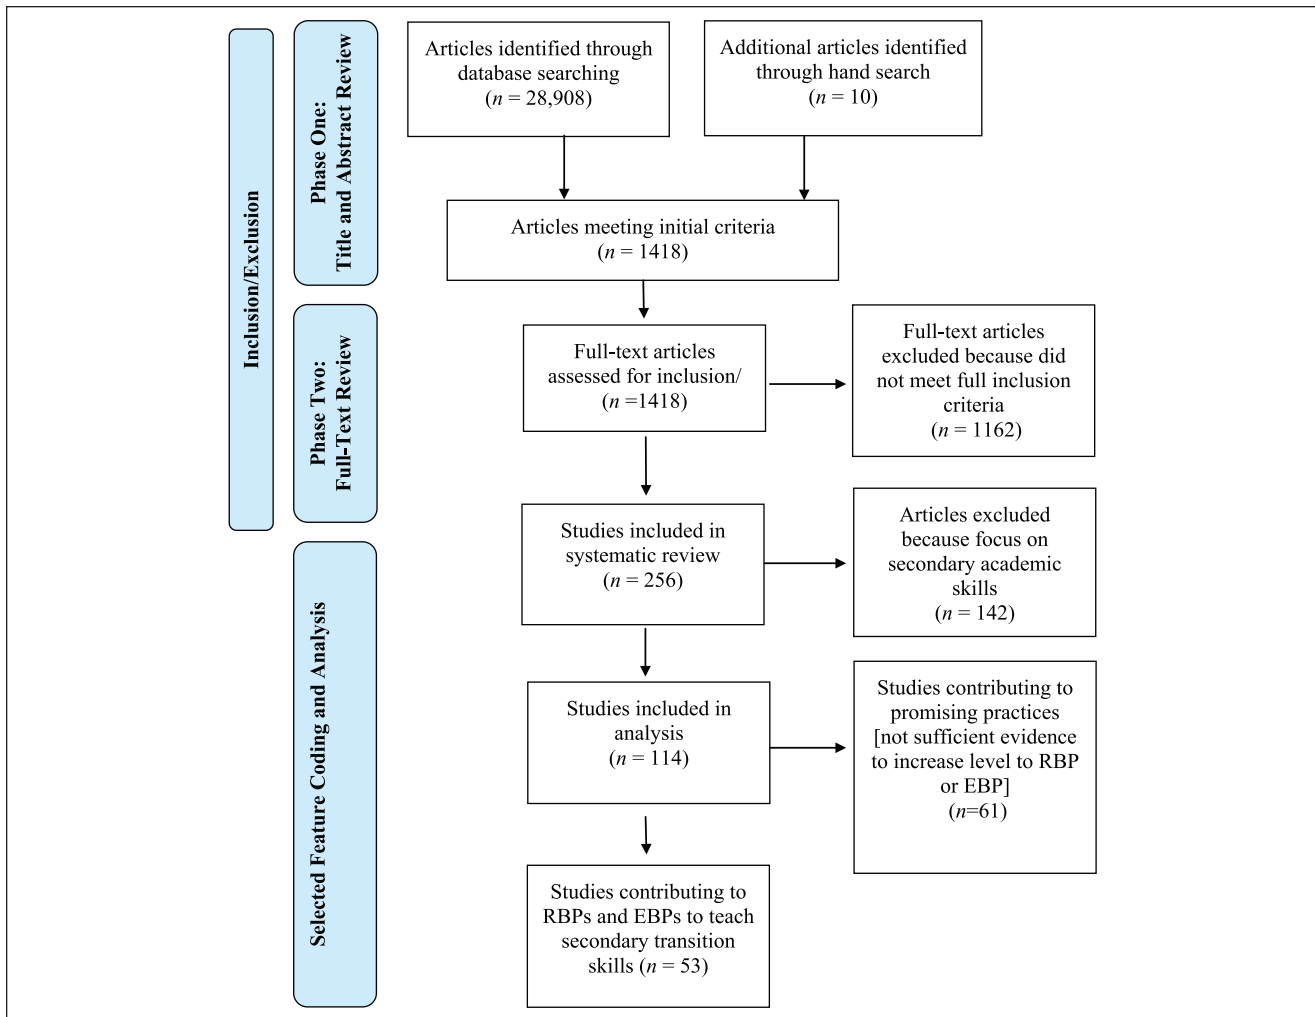 Inclusion/Exclusion
Phase One:
Title and Abstract Review
Articles identified through
database searching
(n = 28,908)
Additional articles identified
through hand search
(n = 10)
Articles meeting initial criteria
(n = 1418)
Phase Two:
Full-Text Review
Full-text articles
assessed for inclusion/
(n =1418)
Full-text articles
excluded because did
not meet full inclusion
criteria
(n = 1162)
Studies included in
systematic review
(n = 256)
Articles excluded
because focus on
secondary academic
skills
(n = 142)
Selected Feature Coding and Analysis
Studies included in
analysis
(n = 114)
Studies contributing to
promising practices
[not sufficient evidence
to increase level to RBP
or EBP]
(n=61)
Studies contributing to
RBPs and EBPs to teach
secondary transition
skills (n = 53)